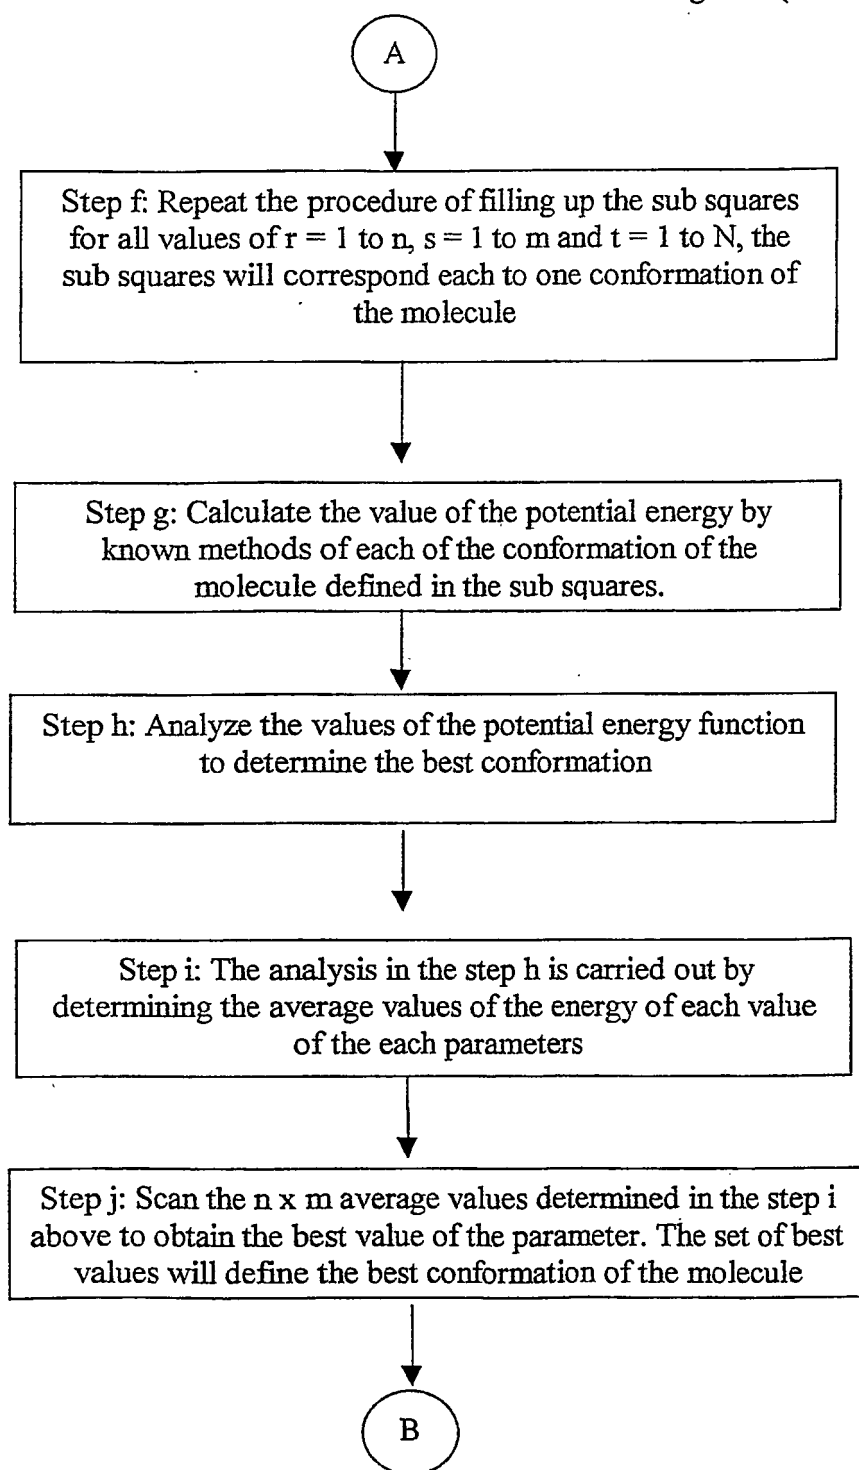 A
Step f: Repeat the procedure of filling up the sub squares
for all values of r = 1 to n, s = 1 to m and t = 1 to N, the
sub squares will correspond each to one conformation of
the molecule
Step g: Calculate the value of the potential energy by
known methods of each of the conformation of the
molecule defined in the sub squares.
Step h: Analyze the values of the potential energy function
to determine the best conformation
Step i: The analysis in the step h is carried out by
determining the average values of the energy of each value
of the each parameters
Step j: Scan the n x m average values determined in the step i
above to obtain the best value of the parameter. The set of best
values will define the best conformation of the molecule
B